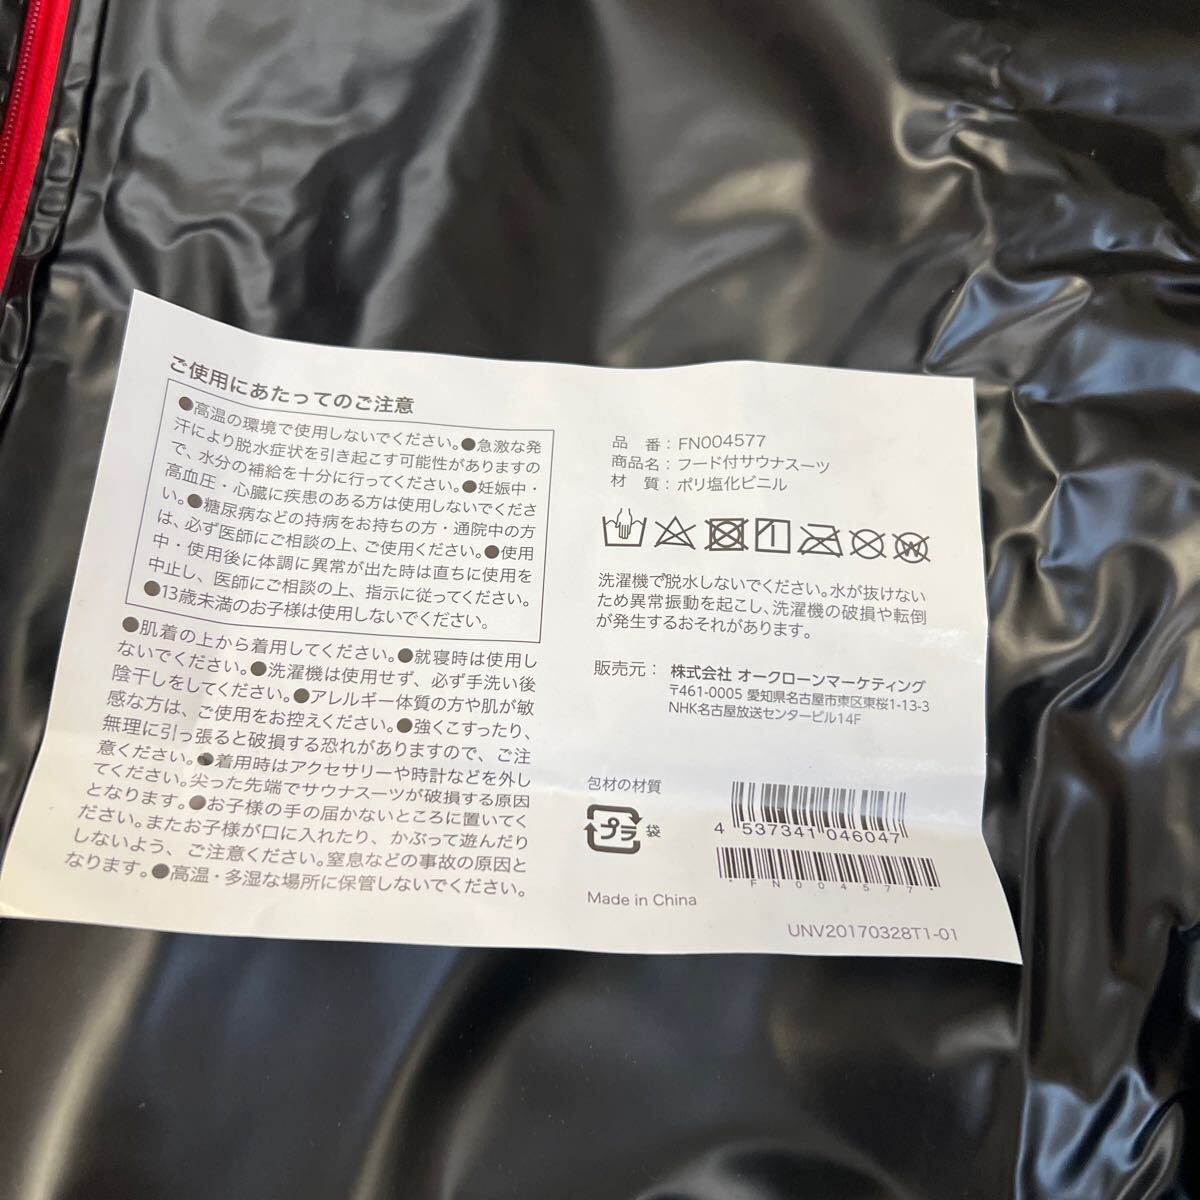 ご使用にあたってのご注意
●高温の環境で使用しないでください。●急激な発
汗により脱水症状を引き起こす可能性がありますの
で、水分の補給を十分に行ってください。●妊娠中・
高血圧・心臓に疾患のある方は使用しないでくださ
い。●糖尿病などの持病をお持ちの方・通院中の方
は、必ず医師にご相談の上、ご使用ください。●使用
中・使用後に体調に異常が出た時は直ちに使用を
中止し、医師にご相談の上、指示に従ってください。
●13歳未満のお子様は使用しないでください。
●肌着の上から着用してください。●就寝時は使用し
ないでください。●洗濯機は使用せず、必ず手洗い後
陰干しをしてください。●アレルギー体質の方や肌が敏
感な方は、ご使用をお控えください。●強くこすったり、
無理に引っ張ると破損する恐れがありますので、ご注
意ください。●着用時はアクセサリーや時計などを外し
てください。尖った先端でサウナスーツが破損する原因
となります。●お子様の手の届かないところに置いてく
ださい。またお子様が口に入れたり、かぶって遊んだり
しないよう、ご注意ください。窒息などの事故の原因と
なります。●高温・多湿な場所に保管しないでください。
品 番：FN004577
商品名：フード付サウナスーツ
材 質：ポリ塩化ビニル
W
洗濯機で脱水しないでください。水が抜けない
ため異常振動を起こし、洗濯機の破損や転倒
が発生するおそれがあります。
販売元： 株式会社 オークローンマーケティング
〒461-0005 愛知県名古屋市東区東桜1-13-3
NHK名古屋放送センタービル14F
包材の材質
プラ 袋
4 537341 046047
*FN004577*
Made in China
UNV20170328T1-01